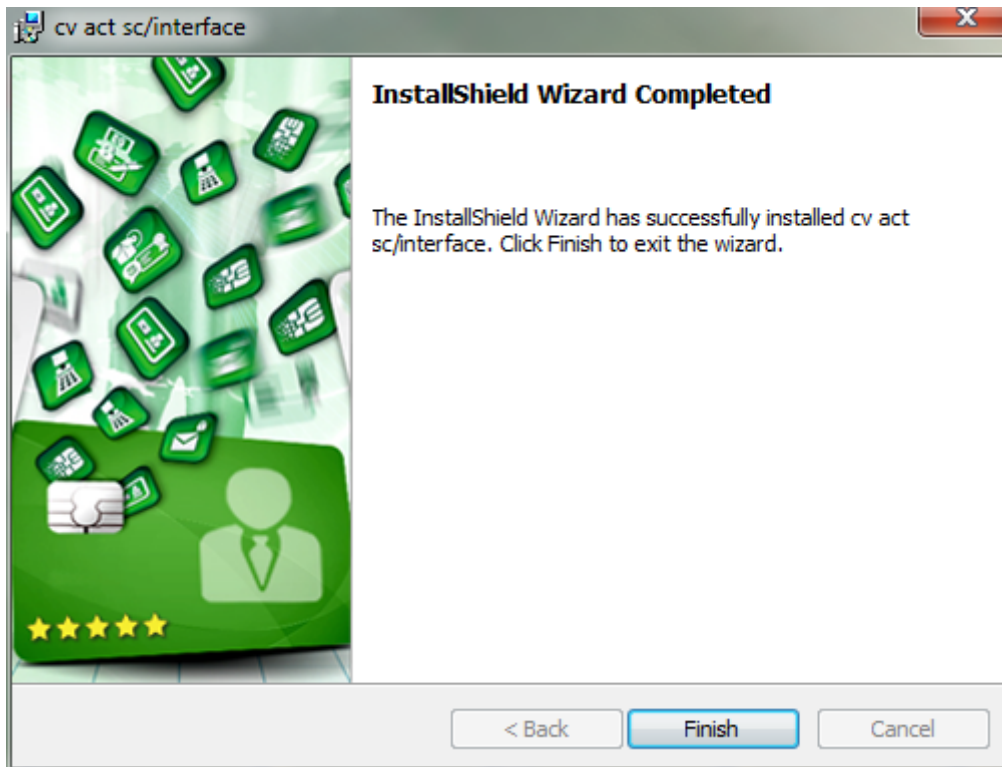 cv act sc/interface
InstallShield Wizard Completed
The InstallShield Wizard has successfully installed cv act
sc/interface. Click Finish to exit the wizard.
< Back
Finish
Cancel